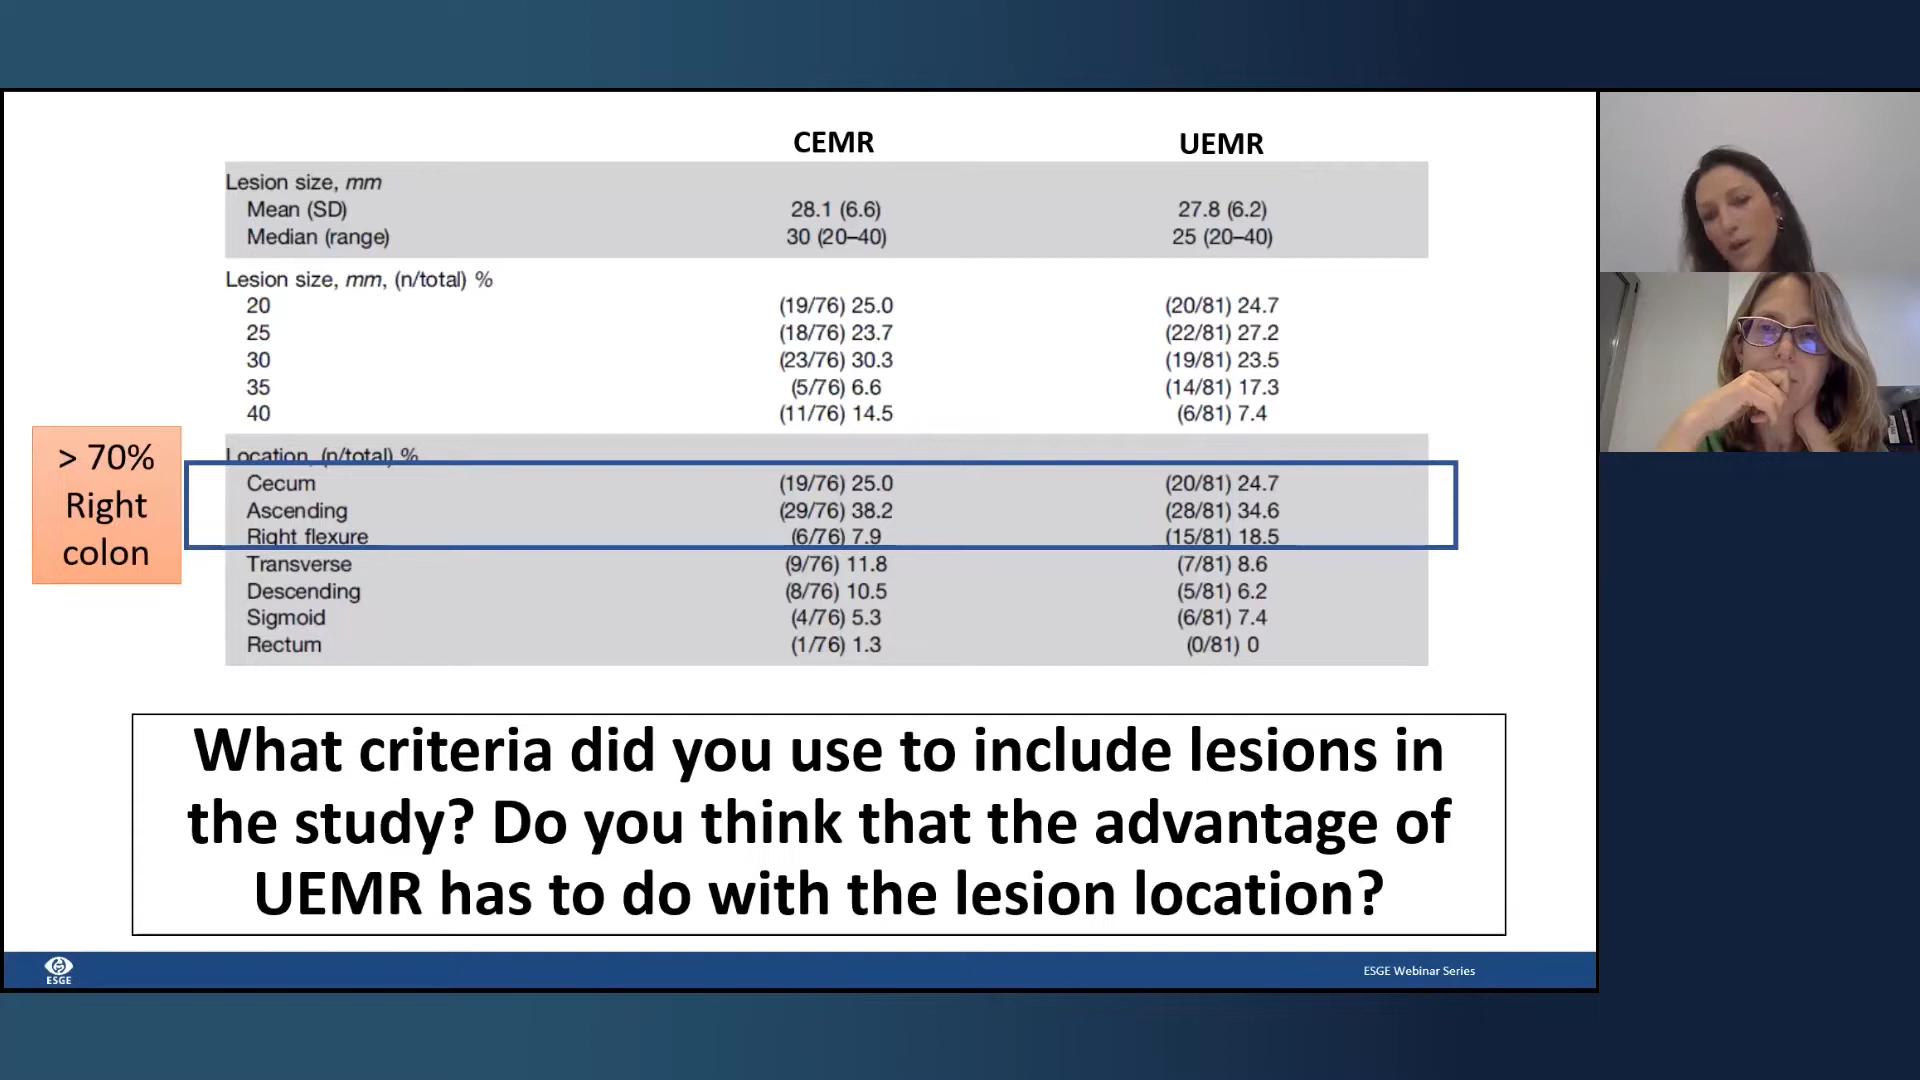 CEMR UEMR
Lesion size, mm
Mean (SD) 28.1 (6.6) 27.8 (6.2)
Median (range) 30 (20–40) 25 (20–40)
Lesion size, mm, (n/total) %
20 (19/76) 25.0 (20/81) 24.7
25 (18/76) 23.7 (22/81) 27.2
30 (23/76) 30.3 (19/81) 23.5
35 (5/76) 6.6 (14/81) 17.3
40 (11/76) 14.5 (6/81) 7.4
> 70%
Right
colon
Location, (n/total) %
Cecum (19/76) 25.0 (20/81) 24.7
Ascending (29/76) 38.2 (28/81) 34.6
Right flexure (6/76) 7.9 (15/81) 18.5
Transverse (9/76) 11.8 (7/81) 8.6
Descending (8/76) 10.5 (5/81) 6.2
Sigmoid (4/76) 5.3 (6/81) 7.4
Rectum (1/76) 1.3 (0/81) 0
What criteria did you use to include lesions in
the study? Do you think that the advantage of
UEMR has to do with the lesion location?
ESGE
ESGE Webinar Series